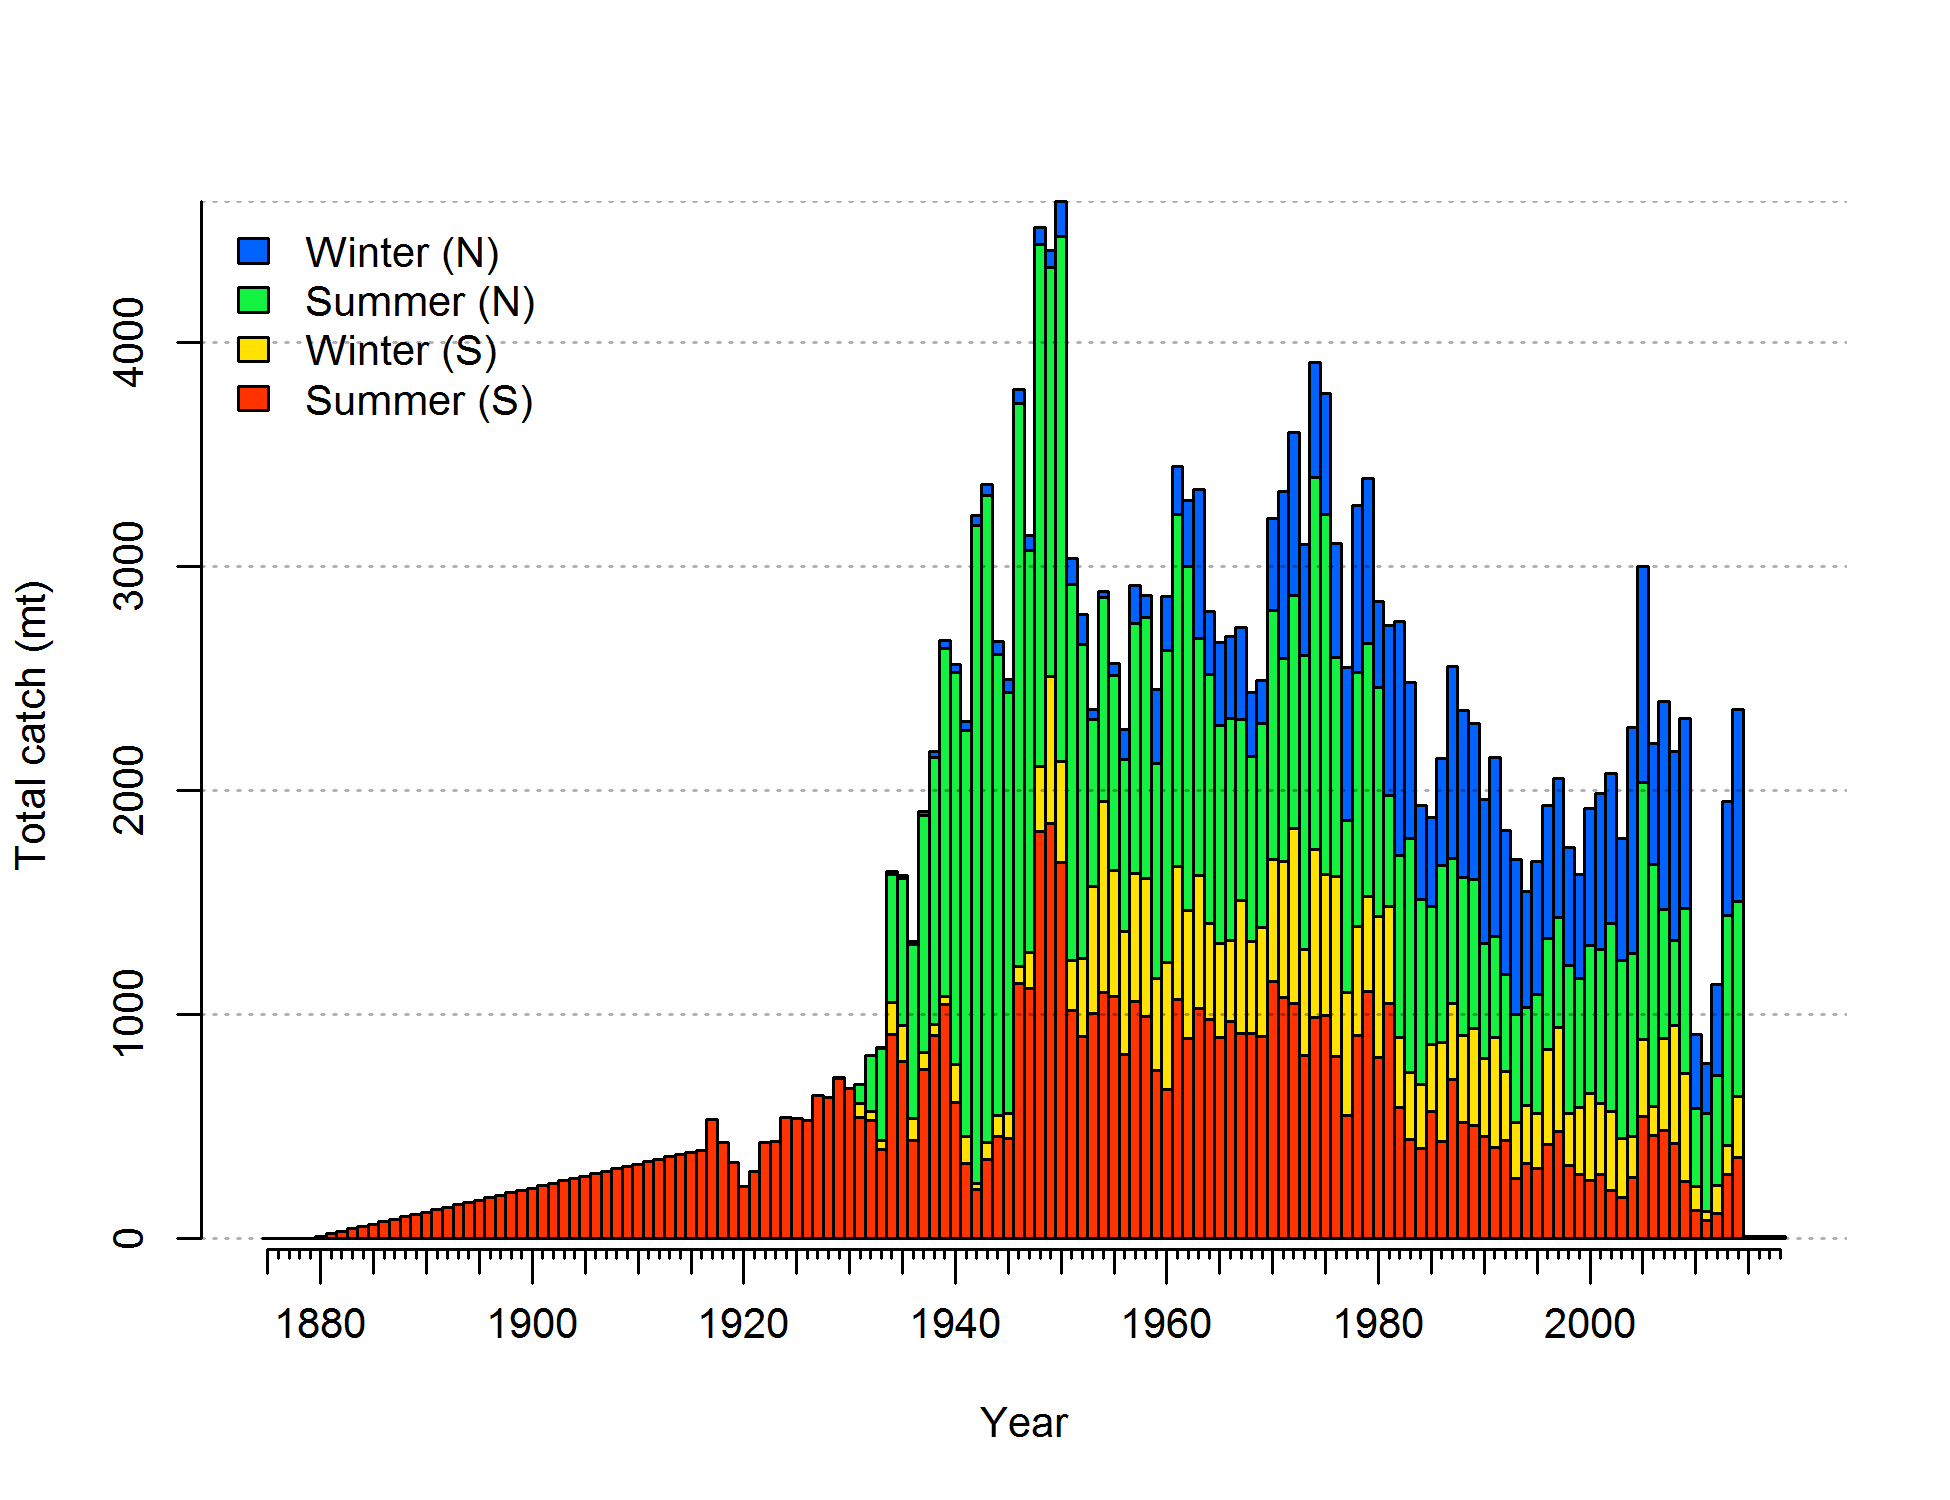 Winter (N)
Summer (N)
Winter (S)
Summer (S)
Total catch (mt)
4000
3000
2000
1000
0
1880 1900 1920 1940 1960 1980 2000
Year